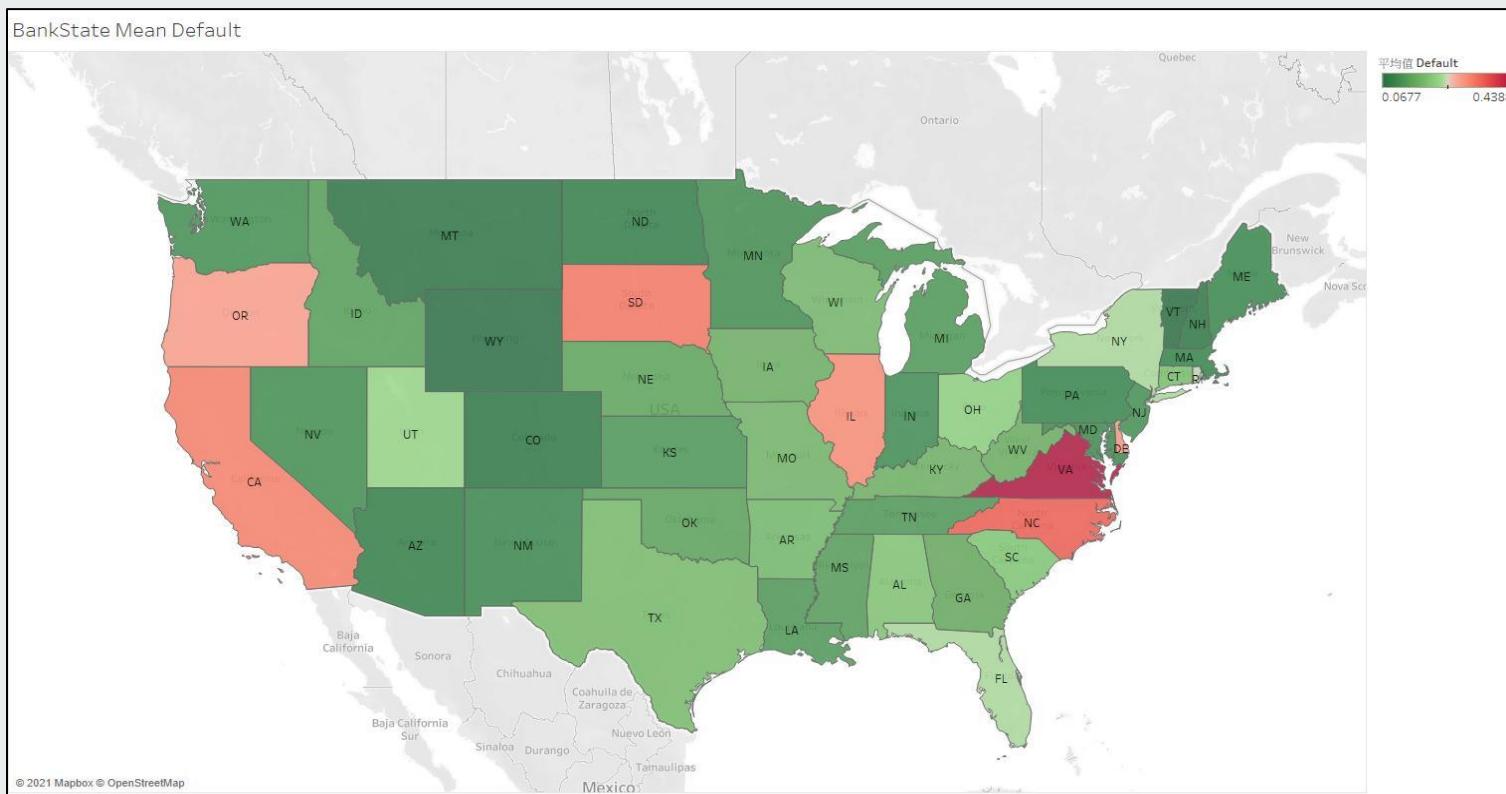 BankState Mean Default
平均值 Default
0.0677
0.438
Quebec
Ontario
New
Brunswick
Nova Sco
WA
MT
ND
MN
ME
OR
ID
SD
WI
MI
VT
NH
NY
MA
CT
R
WY
NE
IA
USA
IL
IN
OH
PA
NJ
NV
UT
CO
KS
MO
KY
WV
VA
MD
DE
CA
AZ
NM
OK
AR
TN
NC
SC
MS
AL
GA
TX
LA
FL
Baja
California
Sonora
Chihuahua
Coahuila de
Zaragoza
Baja California
Sur
Nuevo León
Sinaloa
Durango
Tamaulipas
Mexico
© 2021 Mapbox © OpenStreetMap